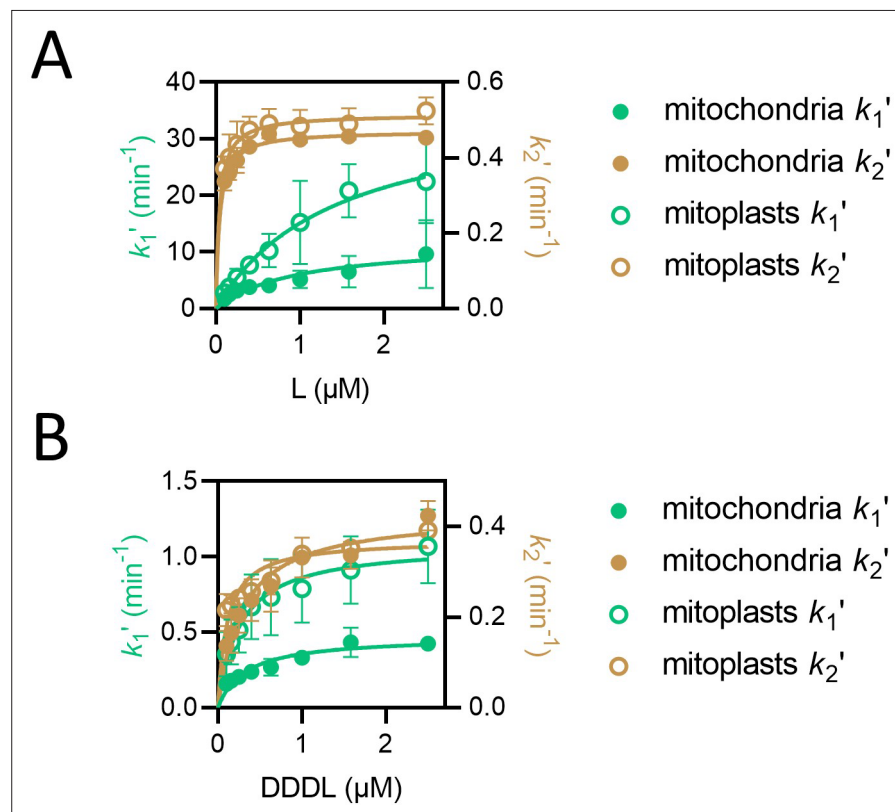 A
40
30
20
10
0
k₁' (min⁻¹)
0.6
0.4
0.2
0.0
k₂' (min⁻¹)
0 1 2
L (µM)
mitochondria k₁'
mitochondria k₂'
mitoplasts k₁'
mitoplasts k₂'
B
1.5
1.0
0.5
0.0
k₁' (min⁻¹)
0.4
0.2
0.0
k₂' (min⁻¹)
0 1 2
DDDL (µM)
mitochondria k₁'
mitochondria k₂'
mitoplasts k₁'
mitoplasts k₂'